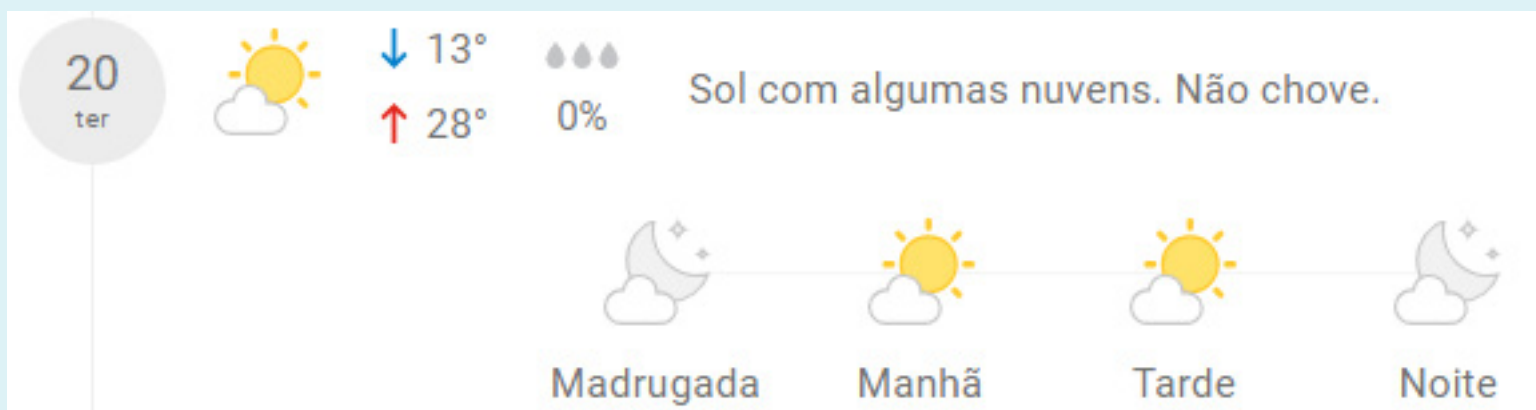 20
ter
13°
28°
0%
Sol com algumas nuvens. Não chove.
Madrugada
Manhã
Tarde
Noite